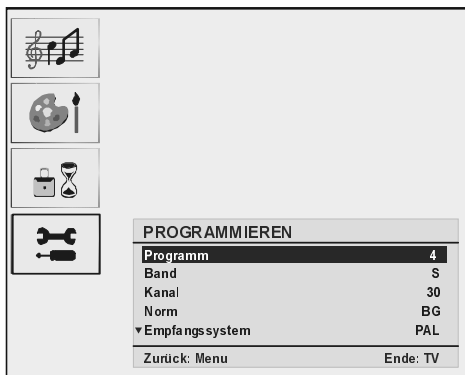 PROGRAMMIEREN
Programm 4
Band S
Kanal 30
Norm BG
▾Empfangssystem PAL
Zurück: Menu Ende: TV